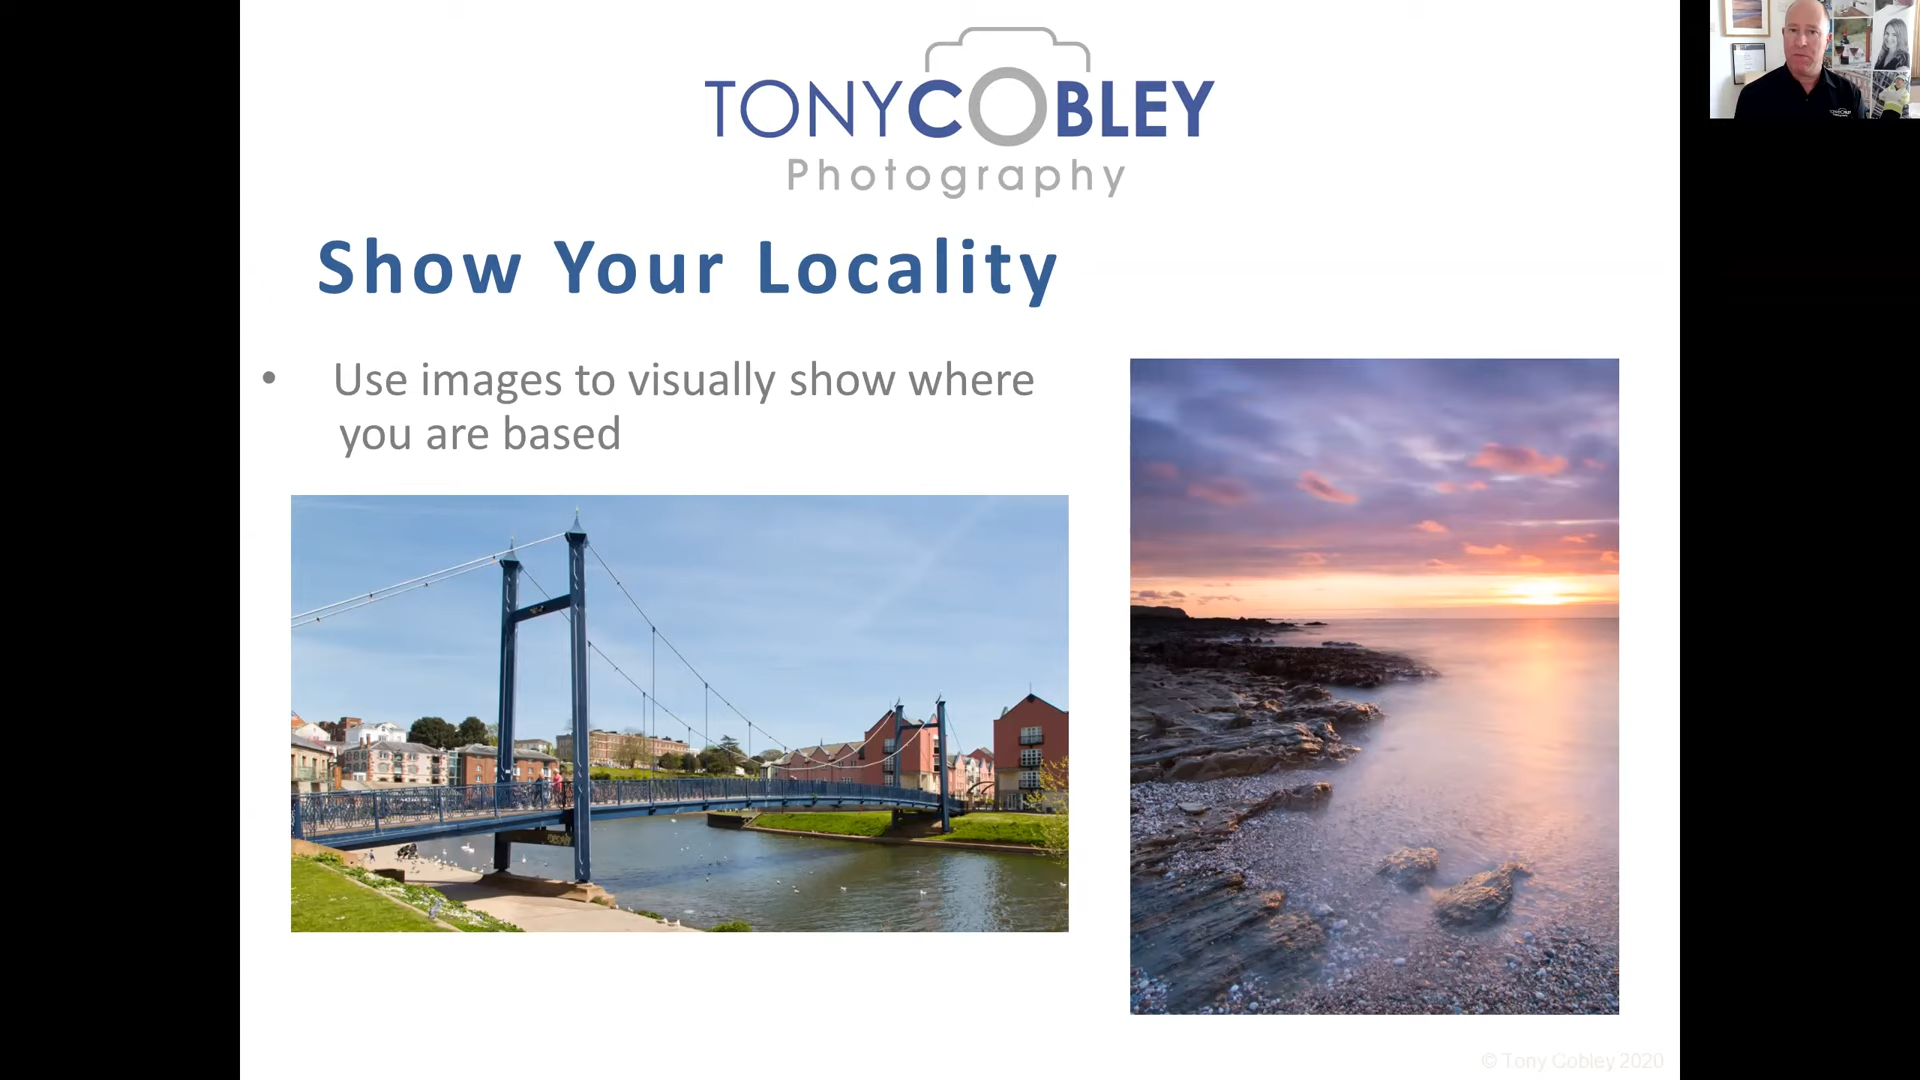 TONYCOBLEY
Photography
Show Your Locality
• Use images to visually show where
you are based
© Tony Cobley 2020